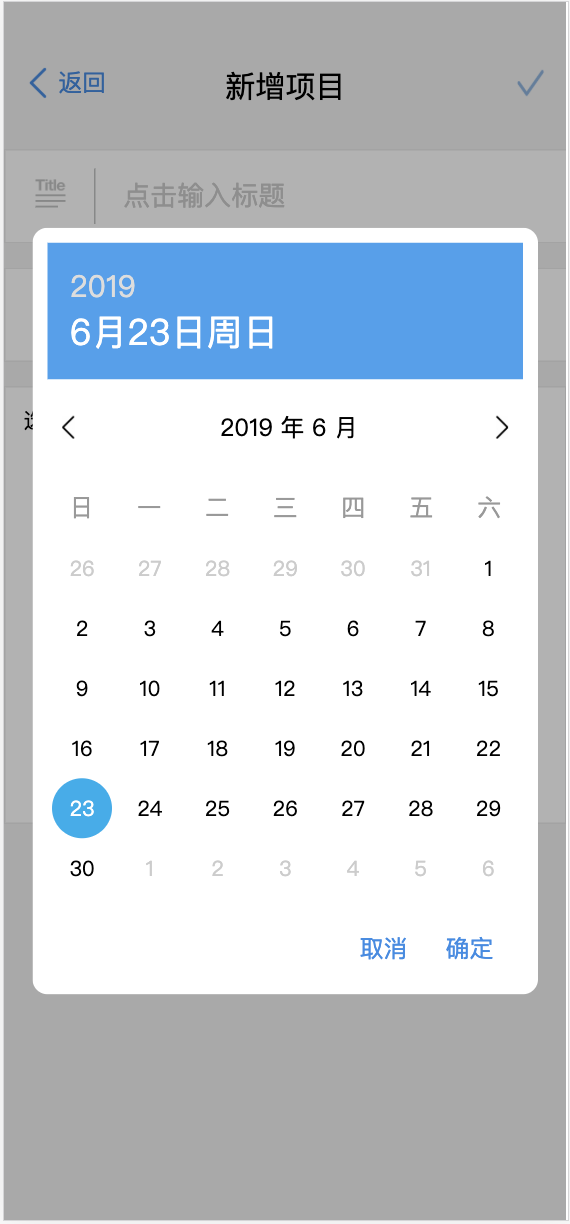 返回 新增项目
Title 点击输入标题
2019
6月23日周日
2019 年 6 月
日 一 二 三 四 五 六
26 27 28 29 30 31 1
2 3 4 5 6 7 8
9 10 11 12 13 14 15
16 17 18 19 20 21 22
23 24 25 26 27 28 29
30 1 2 3 4 5 6
取消 确定